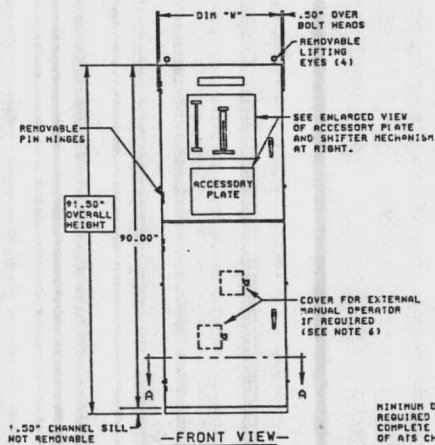 DIM "W"
.50" OVER
BOLT HEADS
REMOVABLE
LIFTING
EYES (4)
SEE ENLARGED VIEW
OF ACCESSORY PLATE
AND SHIFTER MECHANISM
AT RIGHT.
REMOVABLE
PIN HINGES
ACCESSORY
PLATE
91.50"
OVERALL
HEIGHT
90.00"
COVER FOR EXTERNAL
MANUAL OPERATOR
IF REQUIRED
(SEE NOTE 6)
A
A
1.50" CHANNEL SILL
NOT REMOVABLE
—FRONT VIEW—
MINIMUM D
REQUIRED
COMPLETE
OF ATS CH